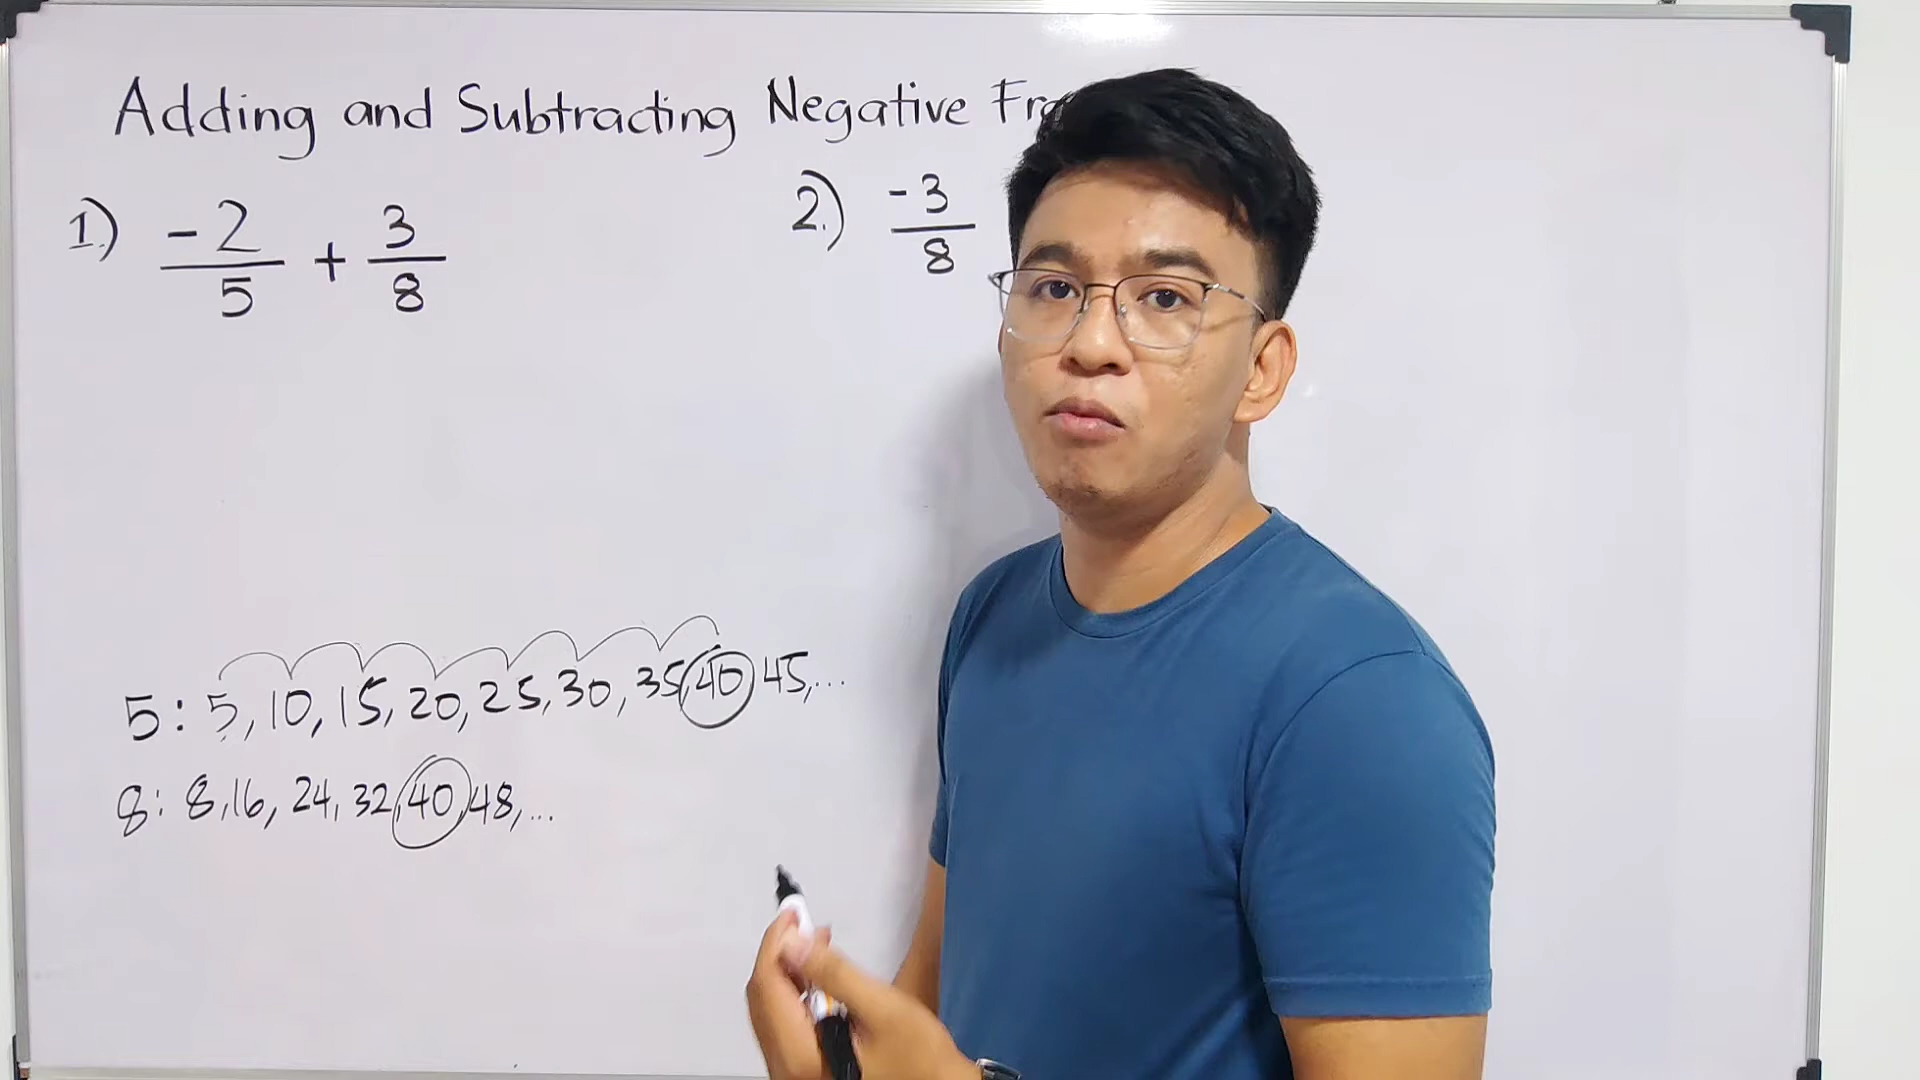 Adding and Subtracting Negative Fra
1.) -2/5 + 3/8
2.) -3/8
5: 5, 10, 15, 20, 25, 30, 35, 40, 45, ...
8: 8, 16, 24, 32, 40, 48, ...